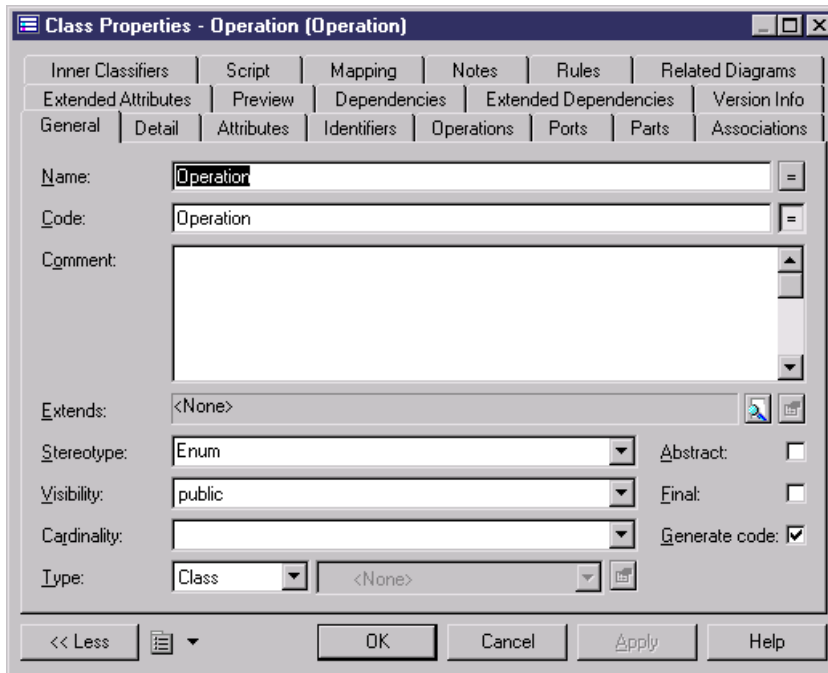 Class Properties - Operation (Operation)
Inner Classifiers Script Mapping Notes Rules Related Diagrams
Extended Attributes Preview Dependencies Extended Dependencies Version Info
General Detail Attributes Identifiers Operations Ports Parts Associations
Name: Operation =
Code: Operation =
Comment:
Extends: <None>
Stereotype: Enum Abstract:
Visibility: public Final:
Cardinality: Generate code:
Type: Class <None>
<< Less OK Cancel Apply Help